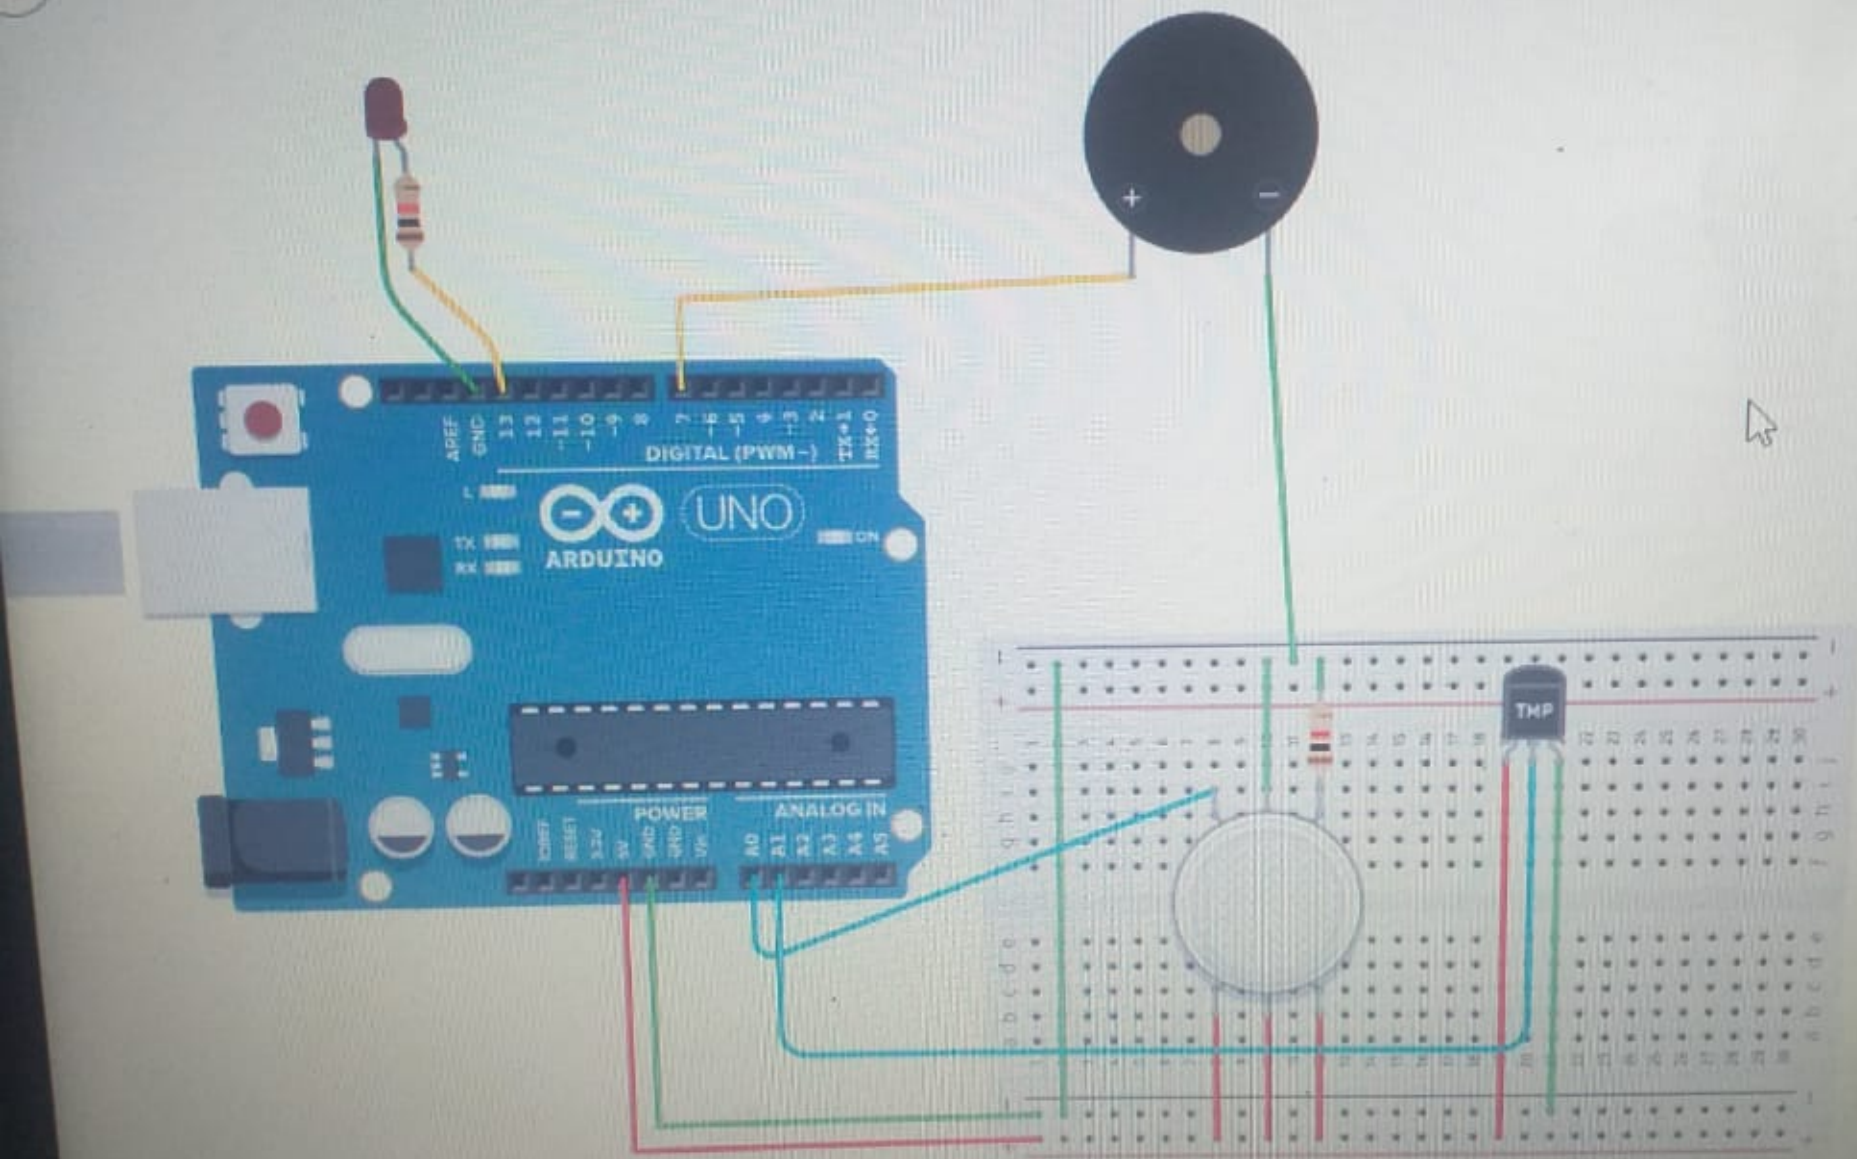 +
−
AREF
GND
13
12
~11
~10
~9
8
7
~6
~5
4
~3
2
TX→1
RX←0
DIGITAL (PWM~)
L
TX
RX
ARDUINO
UNO
ON
TMP
POWER
ANALOG IN
IOREF
RESET
3.3V
5V
GND
GND
Vin
A0
A1
A2
A3
A4
A5